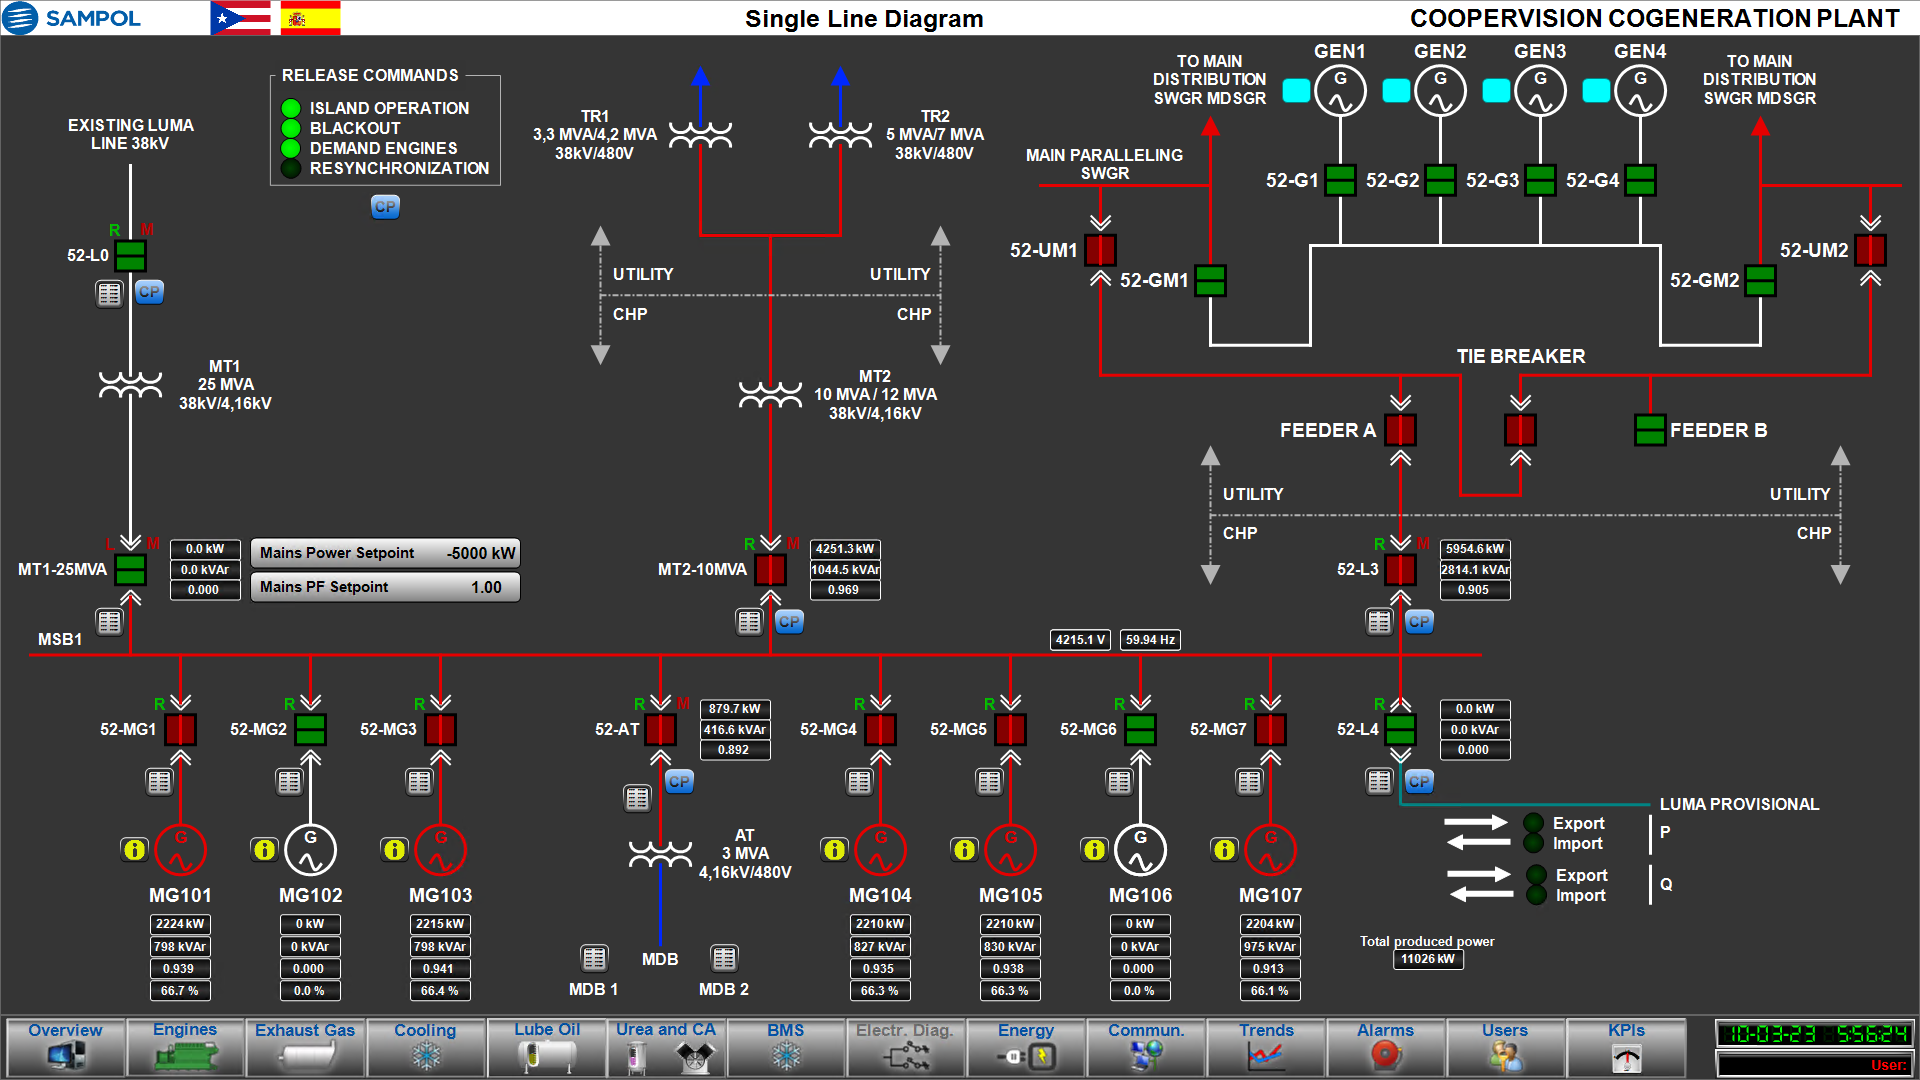 SAMPOL
Single Line Diagram
COOPERVISION COGENERATION PLANT
RELEASE COMMANDS
ISLAND OPERATION
BLACKOUT
DEMAND ENGINES
RESYNCHRONIZATION
CP
EXISTING LUMA
LINE 38kV
R M
52-L0
CP
MT1
25 MVA
38kV/4,16kV
TR1
3,3 MVA/4,2 MVA
38kV/480V
TR2
5 MVA/7 MVA
38kV/480V
UTILITY
UTILITY
CHP
CHP
MT2
10 MVA / 12 MVA
38kV/4,16kV
TO MAIN
DISTRIBUTION
SWGR MDSGR
GEN1
GEN2
GEN3
GEN4
G
G
G
G
TO MAIN
DISTRIBUTION
SWGR MDSGR
MAIN PARALLELING
SWGR
52-G1
52-G2
52-G3
52-G4
52-UM1
52-GM1
52-GM2
52-UM2
TIE BREAKER
FEEDER A
FEEDER B
UTILITY
UTILITY
CHP
CHP
L M
MT1-25MVA
0.0 kW
0.0 kVAr
0.000
Mains Power Setpoint -5000 kW
Mains PF Setpoint 1.00
R M
MT2-10MVA
4251.3 kW
1044.5 kVAr
0.969
CP
R M
52-L3
5954.6 kW
2814.1 kVAr
0.905
CP
MSB1
4215.1 V
59.94 Hz
R
52-MG1
R
52-MG2
R
52-MG3
R M
52-AT
879.7 kW
416.6 kVAr
0.892
CP
R
52-MG4
R
52-MG5
R
52-MG6
R
52-MG7
R
52-L4
0.0 kW
0.0 kVAr
0.000
CP
LUMA PROVISIONAL
Export
Import
P
Export
Import
Q
G
MG101
2224 kW
798 kVAr
0.939
66.7 %
G
MG102
0 kW
0 kVAr
0.000
0.0 %
G
MG103
2215 kW
798 kVAr
0.941
66.4 %
AT
3 MVA
4,16kV/480V
MDB
MDB 1
MDB 2
G
MG104
2210 kW
827 kVAr
0.935
66.3 %
G
MG105
2210 kW
830 kVAr
0.938
66.3 %
G
MG106
0 kW
0 kVAr
0.000
0.0 %
G
MG107
2204 kW
975 kVAr
0.913
66.1 %
Total produced power
11026 kW
Overview
Engines
Exhaust Gas
Cooling
Lube Oil
Urea and CA
BMS
Electr. Diag.
Energy
Commun.
Trends
Alarms
Users
KPIs
10-03-23 5:56:24
User: